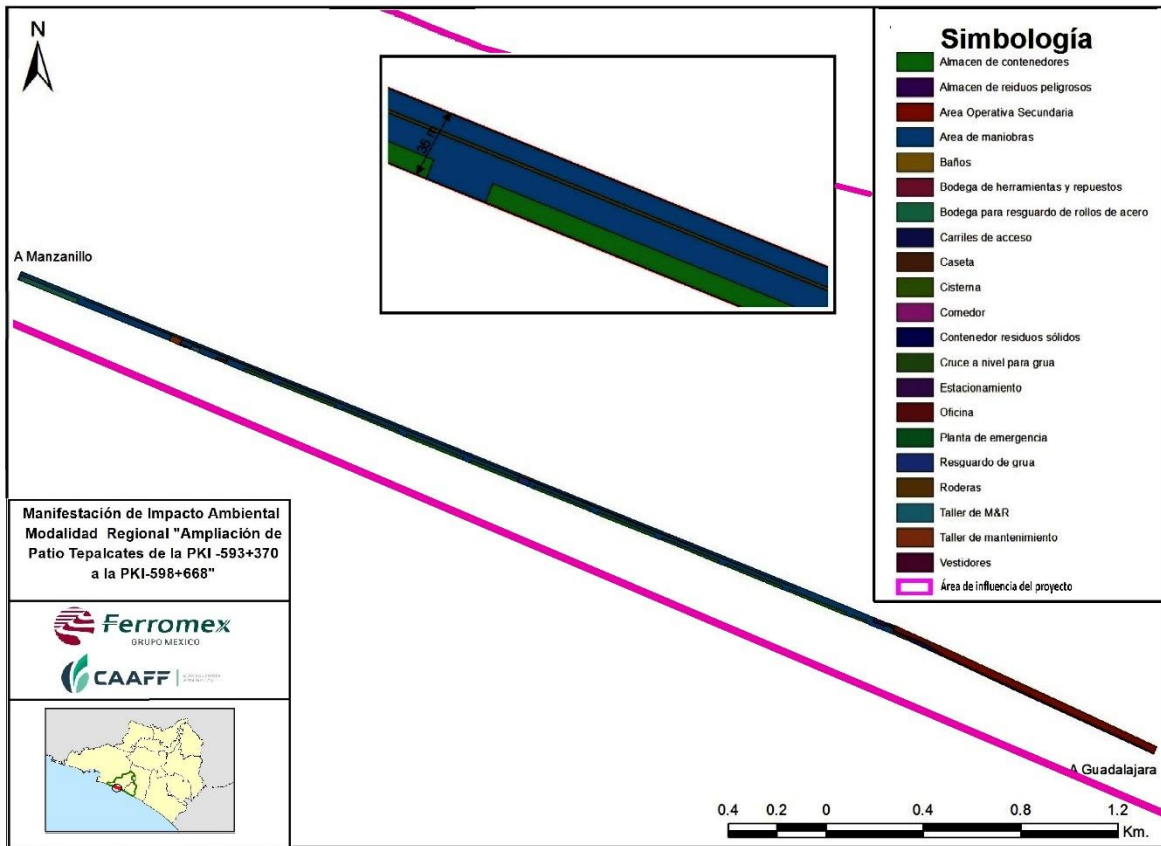 N
A Manzanillo
35 m
A Guadalajara
Simbología
Almacen de contenedores
Almacen de reiduos peligrosos
Area Operativa Secundaria
Area de maniobras
Baños
Bodega de herramientas y repuestos
Bodega para resguardo de rollos de acero
Carriles de acceso
Caseta
Cisterna
Comedor
Contenedor residuos sólidos
Cruce a nivel para grua
Estacionamiento
Oficina
Planta de emergencia
Resguardo de grua
Roderas
Taller de M&R
Taller de mantenimiento
Vestidores
Área de influencia del proyecto
Manifestación de Impacto Ambiental
Modalidad Regional "Ampliación de
Patio Tepalcates de la PKI -593+370
a la PKI-598+668"
Ferromex
GRUPO MEXICO
CAAFF
0.4 0.2 0 0.4 0.8 1.2
Km.